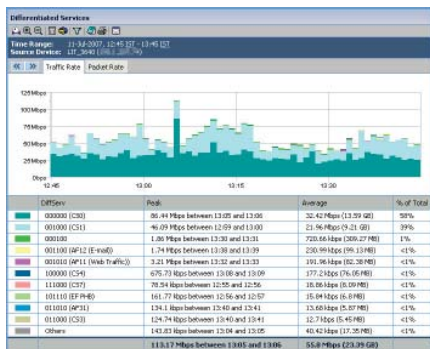 Differentiated Services
Time Range: 11-Jul-2007, 12:45 IST - 13:45 IST
Source Device: LIT_3640
Traffic Rate Packet Rate
125Mbps
100Mbps
75Mbps
50Mbps
25Mbps
0bps
12:45 13:00 13:15 13:30
DiffServ Peak Average % of Total
000000 (CS0) 86.44 Mbps between 13:05 and 13:06 32.42 Mbps (13.59 GB) 58%
001000 (CS1) 46.09 Mbps between 12:59 and 13:00 21.96 Mbps (9.21 GB) 39%
000100 1.90 Mbps between 13:30 and 13:31 720.66 kbps (309.27 MB) 1%
001100 (AF12 (E-mail)) 1.74 Mbps between 13:38 and 13:39 230.99 kbps (99.13 MB) <1%
001010 (AF11 (Web Traffic)) 3.21 Mbps between 13:32 and 13:33 191.96 kbps (82.38 MB) <1%
100000 (CS4) 675.73 kbps between 13:08 and 13:09 177.2 kbps (76.05 MB) <1%
111000 (CS7) 78.54 kbps between 12:55 and 12:56 18.86 kbps (8.09 MB) <1%
101110 (EF PHB) 161.77 kbps between 12:56 and 12:57 15.84 kbps (6.8 MB) <1%
011010 (AF31) 134.1 kbps between 13:40 and 13:41 13.68 kbps (5.87 MB) <1%
011000 (CS3) 124.74 kbps between 13:40 and 13:41 12.7 kbps (5.45 MB) <1%
Others 143.83 kbps between 13:04 and 13:05 40.42 kbps (17.35 MB) <1%
113.17 Mbps between 13:05 and 13:06 55.8 Mbps (23.39 GB)